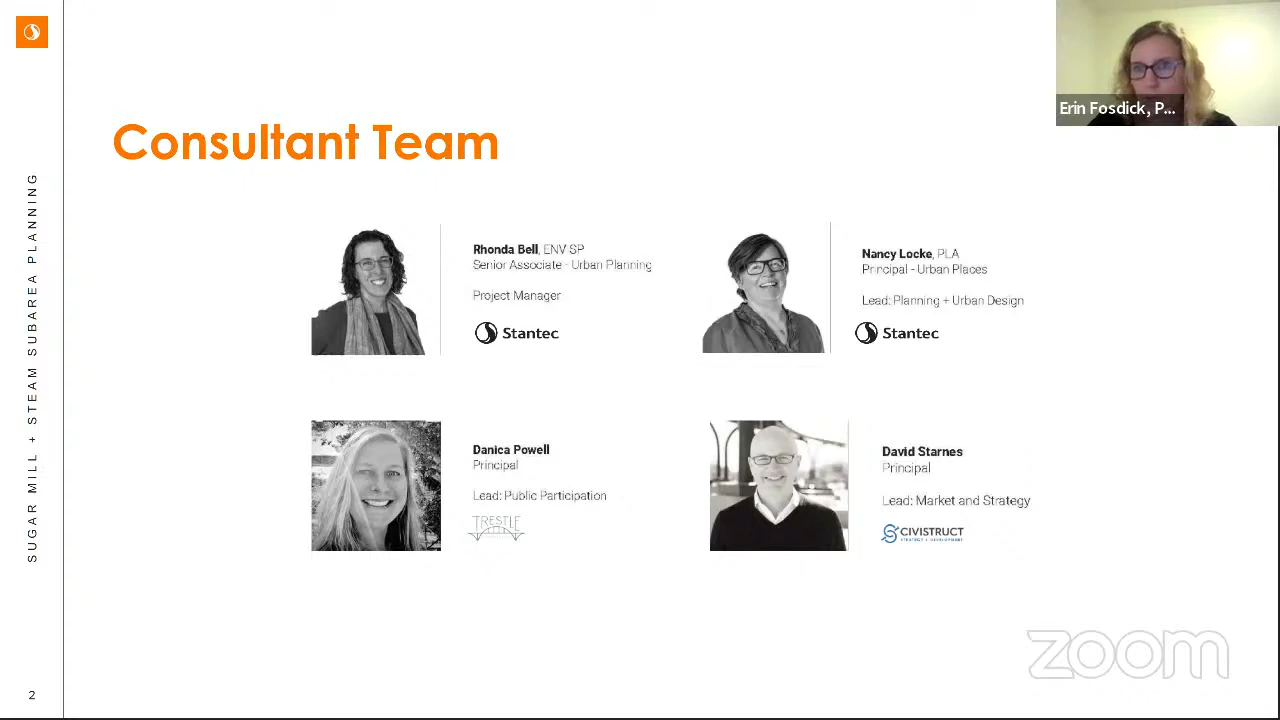 Erin Fosdick, P...
Consultant Team
SUGAR MILL + STEAM SUBAREA PLANNING
Rhonda Bell, ENV SP
Senior Associate - Urban Planning
Project Manager
Stantec
Nancy Locke, PLA
Principal - Urban Places
Lead: Planning + Urban Design
Stantec
Danica Powell
Principal
Lead: Public Participation
TRESTLE
David Starnes
Principal
Lead: Market and Strategy
CIVISTRUCT
STRATEGY + DEVELOPMENT
zoom
2